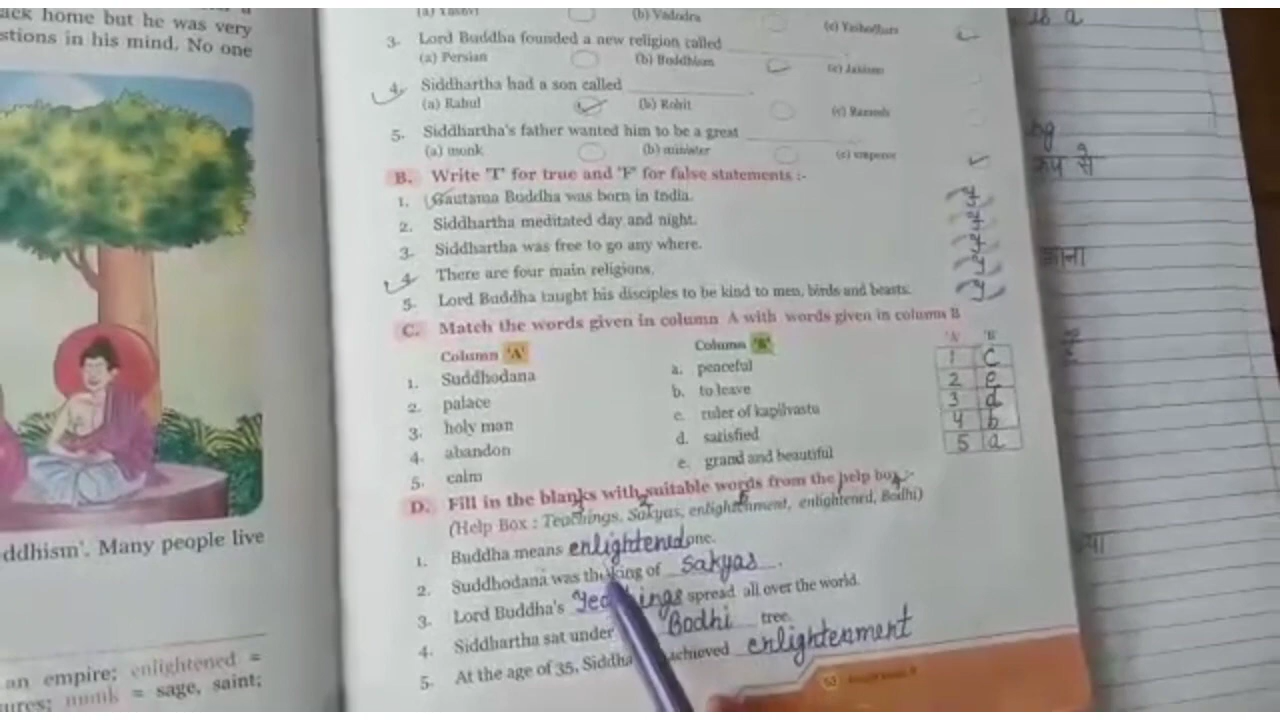 ack home but he was very
stions in his mind. No one
ddhism'. Many people live
an empire; enlightened =
ures; monk = sage, saint;
(b) Vadodra
(c) Yashodhara
3. Lord Buddha founded a new religion called
(a) Persian (b) Buddhism (c) Jainism
4. Siddhartha had a son called
(a) Rahul (b) Rohit
5. Siddhartha's father wanted him to be a great
(a) monk (b) minister (c) emperor
B. Write 'T' for true and 'F' for false statements :-
1. Gautama Buddha was born in India.
2. Siddhartha meditated day and night.
3. Siddhartha was free to go any where.
4. There are four main religions.
5. Lord Buddha taught his disciples to be kind to men, birds and beasts.
C. Match the words given in column A with words given in column B
Column 'A' Column 'B' 'A' 'B'
1. Suddhodana a. peaceful 1 c
2. palace b. to leave 2 e
3. holy man c. ruler of kapilvastu 3 d
4. abandon d. satisfied 4 b
5. calm e. grand and beautiful 5 a
D. Fill in the blanks with suitable words from the help box :-
(Help Box : Teachings, Sakyas, enlightenment, enlightened, Bodhi)
1. Buddha means enlightened one.
2. Suddhodana was the king of Sakyas.
3. Lord Buddha's spread all over the world.
4. Siddhartha sat under Bodhi tree.
5. At the age of 35, Siddha achieved enlightenment
is a
रूप से